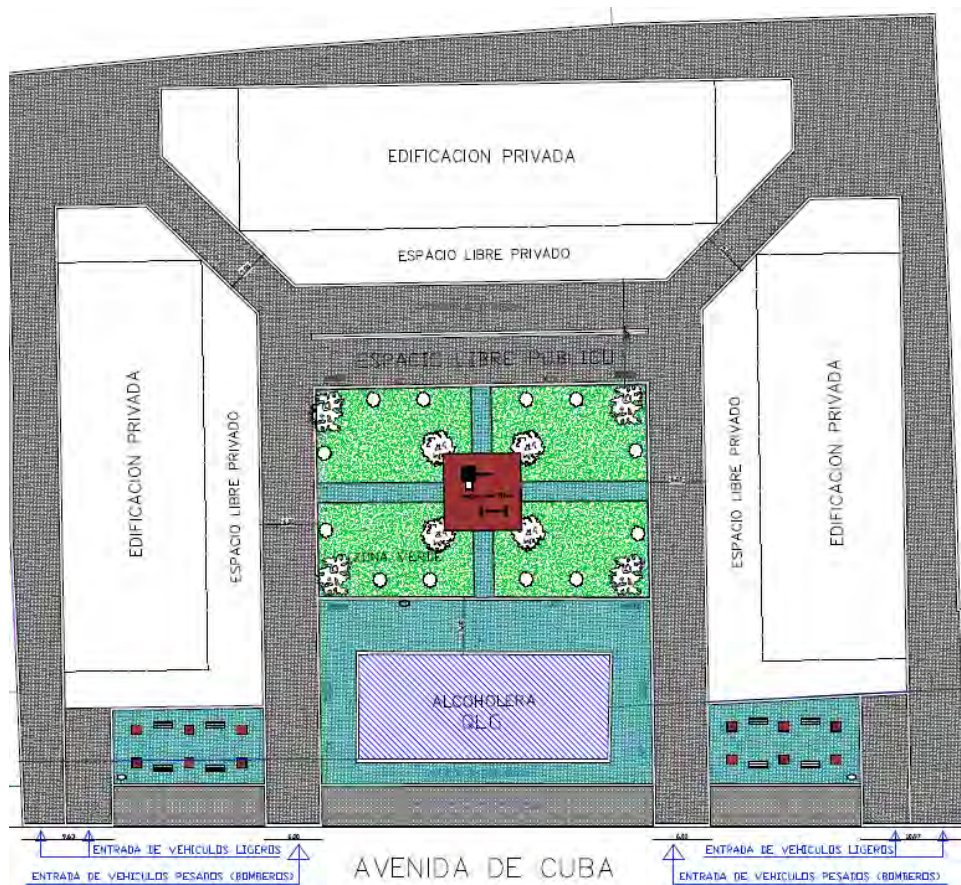 EDIFICACION PRIVADA
ESPACIO LIBRE PRIVADO
ESPACIO LIBRE PUBLICO
EDIFICACION PRIVADA
ESPACIO LIBRE PRIVADO
ESPACIO LIBRE PRIVADO
EDIFICACION PRIVADA
ZONA VERDE
ALCOHOLERA
QLC
ENTRADA DE VEHICULOS LIGEROS
ENTRADA DE VEHICULOS LIGEROS
ENTRADA DE VEHICULOS PESADOS (BOMBEROS)
AVENIDA DE CUBA
ENTRADA DE VEHICULOS PESADOS (BOMBEROS)